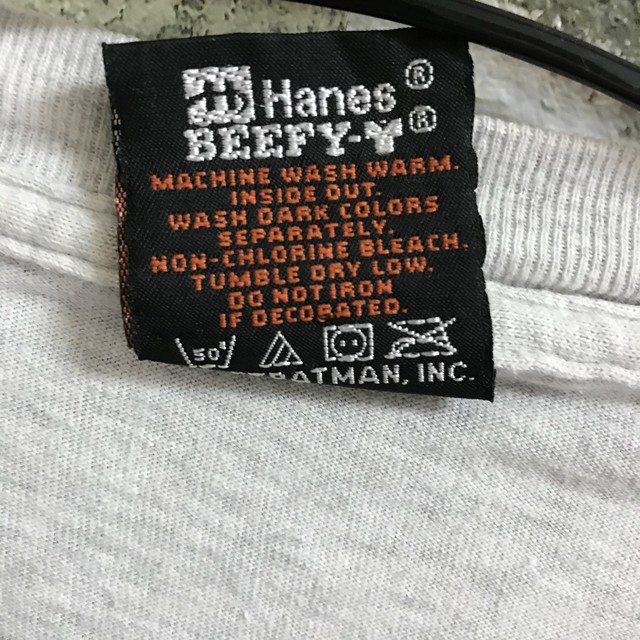 Hanes®
BEEFY-Y®
MACHINE WASH WARM.
INSIDE OUT.
WASH DARK COLORS
SEPARATELY.
NON-CHLORINE BLEACH.
TUMBLE DRY LOW.
DO NOT IRON
IF DECORATED.
50°
INC.